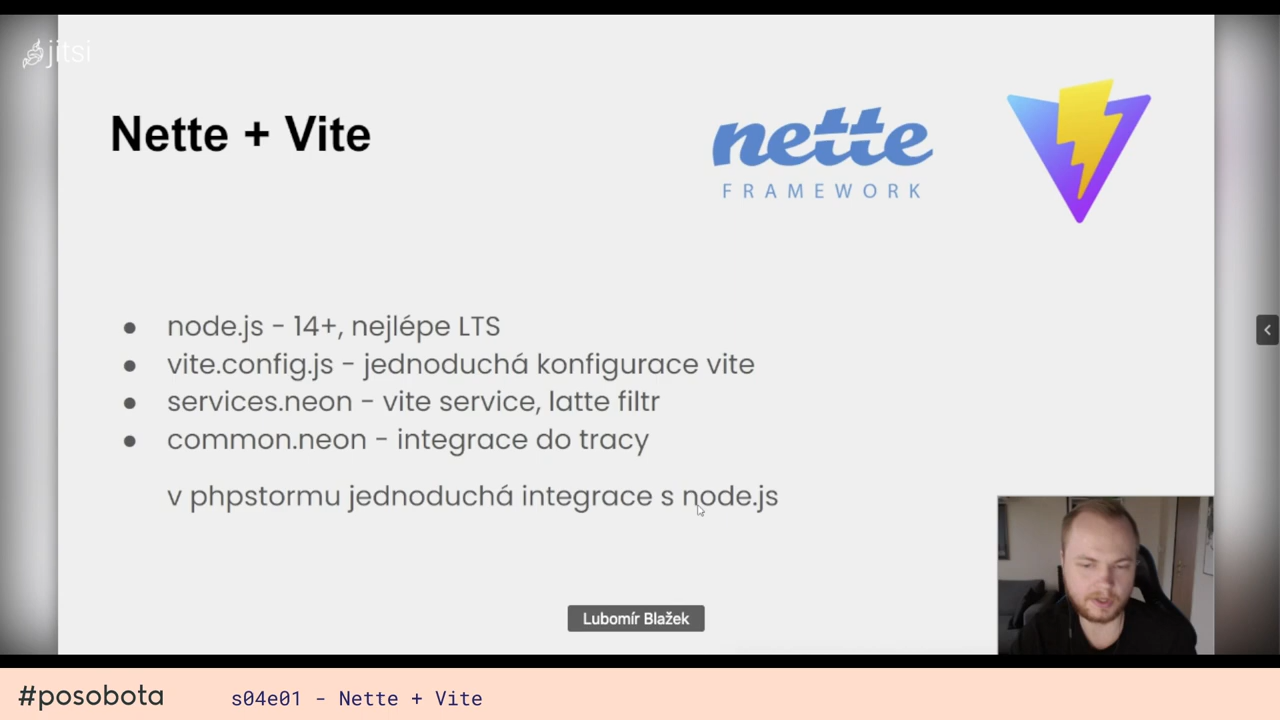 jitsi
Nette + Vite
nette
FRAMEWORK
● node.js - 14+, nejlépe LTS
● vite.config.js - jednoduchá konfigurace vite
● services.neon - vite service, latte filtr
● common.neon - integrace do tracy
v phpstormu jednoduchá integrace s node.js
Lubomír Blažek
#posobota
s04e01 - Nette + Vite